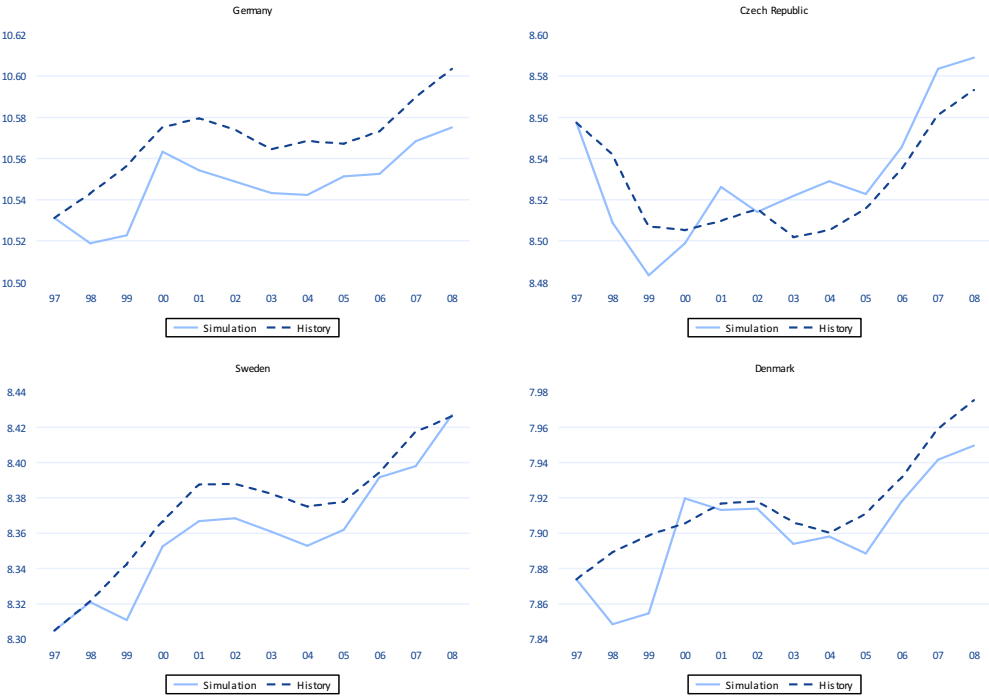 Germany
10.62
10.60
10.58
10.56
10.54
10.52
10.50
97 98 99 00 01 02 03 04 05 06 07 08
Simulation History
Czech Republic
8.60
8.58
8.56
8.54
8.52
8.50
8.48
97 98 99 00 01 02 03 04 05 06 07 08
Simulation History
Sweden
8.44
8.42
8.40
8.38
8.36
8.34
8.32
8.30
97 98 99 00 01 02 03 04 05 06 07 08
Simulation History
Denmark
7.98
7.96
7.94
7.92
7.90
7.88
7.86
7.84
97 98 99 00 01 02 03 04 05 06 07 08
Simulation History